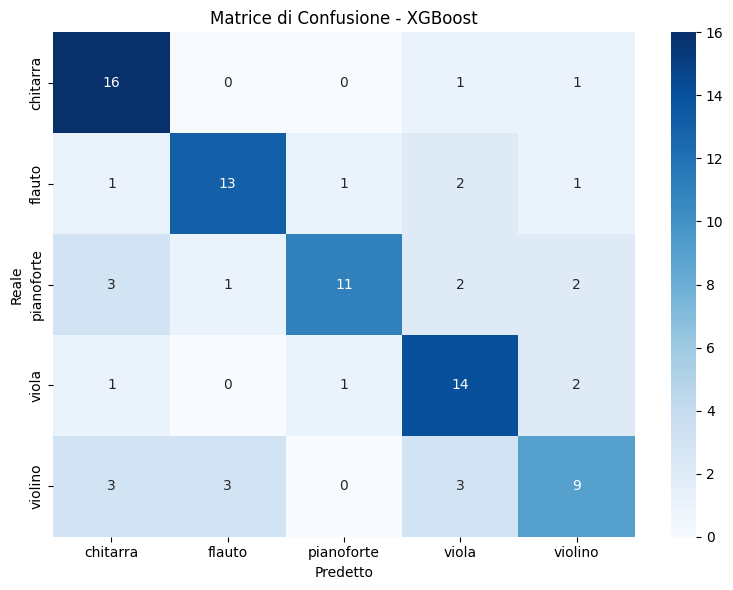 Matrice di Confusione - XGBoost
chitarra 16 0 0 1 1
flauto 1 13 1 2 1
pianoforte 3 1 11 2 2
viola 1 0 1 14 2
violino 3 3 0 3 9
Reale
chitarra flauto pianoforte viola violino
Predetto
16
14
12
10
8
6
4
2
0